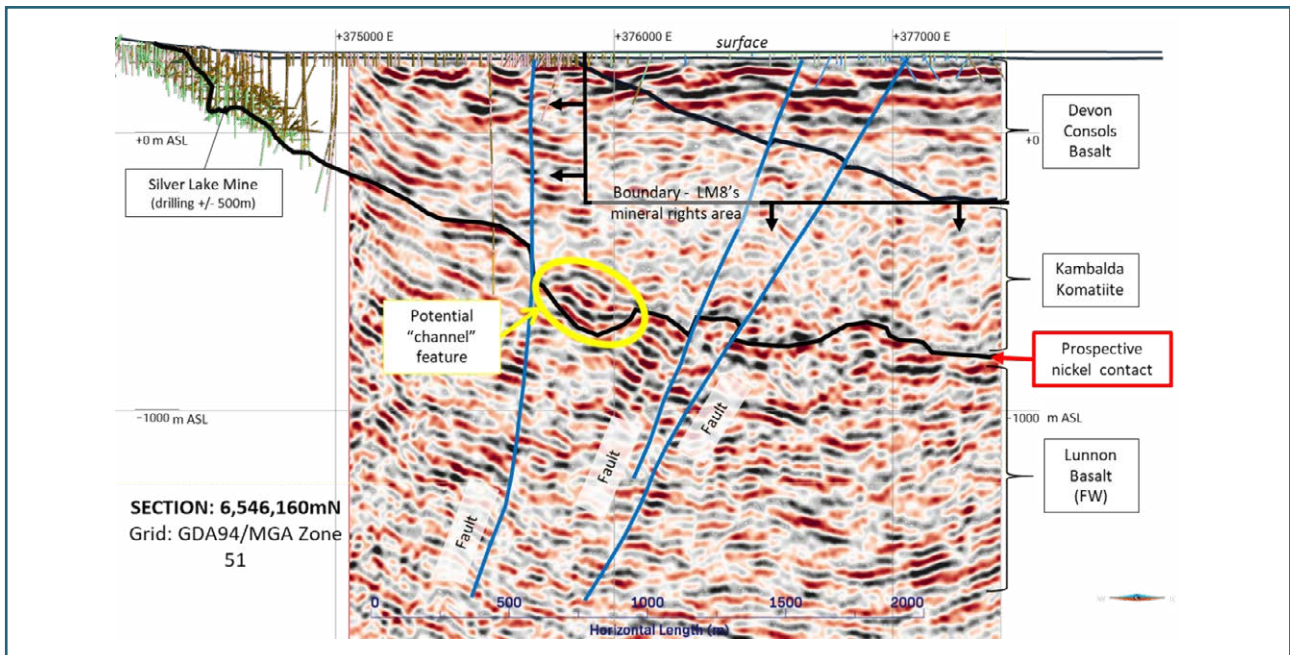 +375000 E
+376000 E
surface
+377000 E
+0 m ASL
+0
Devon
Consols
Basalt
Silver Lake Mine
(drilling +/- 500m)
Boundary - LM8's
mineral rights area
Kambalda
Komatiite
Potential
"channel"
feature
Prospective
nickel contact
-1000 m ASL
1000 m ASL
Fault
Fault
Fault
Lunnon
Basalt
(FW)
SECTION: 6,546,160mN
Grid: GDA94/MGA Zone
51
0
500
1000
1500
2000
Horizontal Length (m)